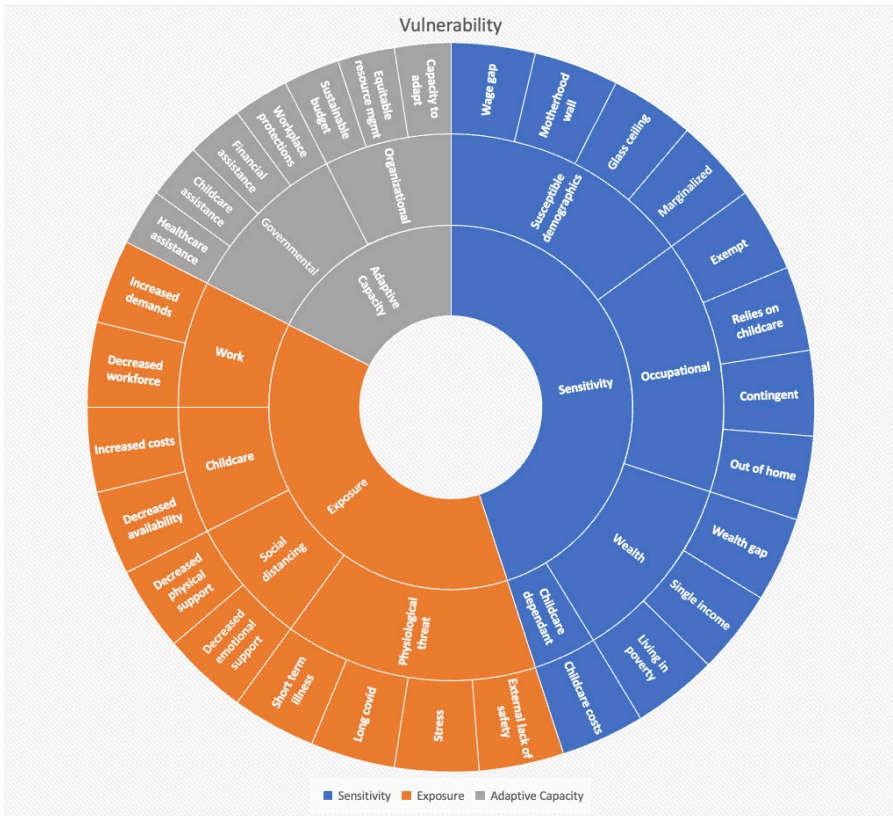 Vulnerability
Wage gap
Motherhood
wall
Glass ceiling
Marginalized
Exempt
Relies on
childcare
Contingent
Out of home
Wealth gap
Single income
Living in
poverty
Childcare costs
External lack of
safety
Stress
Long covid
Short term
illness
Decreased
emotional
support
Decreased
physical
support
Decreased
availability
Increased costs
Decreased
workforce
Increased
demands
Healthcare
assistance
Childcare
assistance
Financial
assistance
Workplace
protections
Sustainable
budget
Equitable
resource mgmt
Capacity to
adapt
Susceptible
demographics
Occupational
Wealth
Childcare
dependant
Physiological
threat
Social
distancing
Childcare
Work
Governmental
Organizational
Sensitivity
Exposure
Adaptive
Capacity
Sensitivity
Exposure
Adaptive Capacity